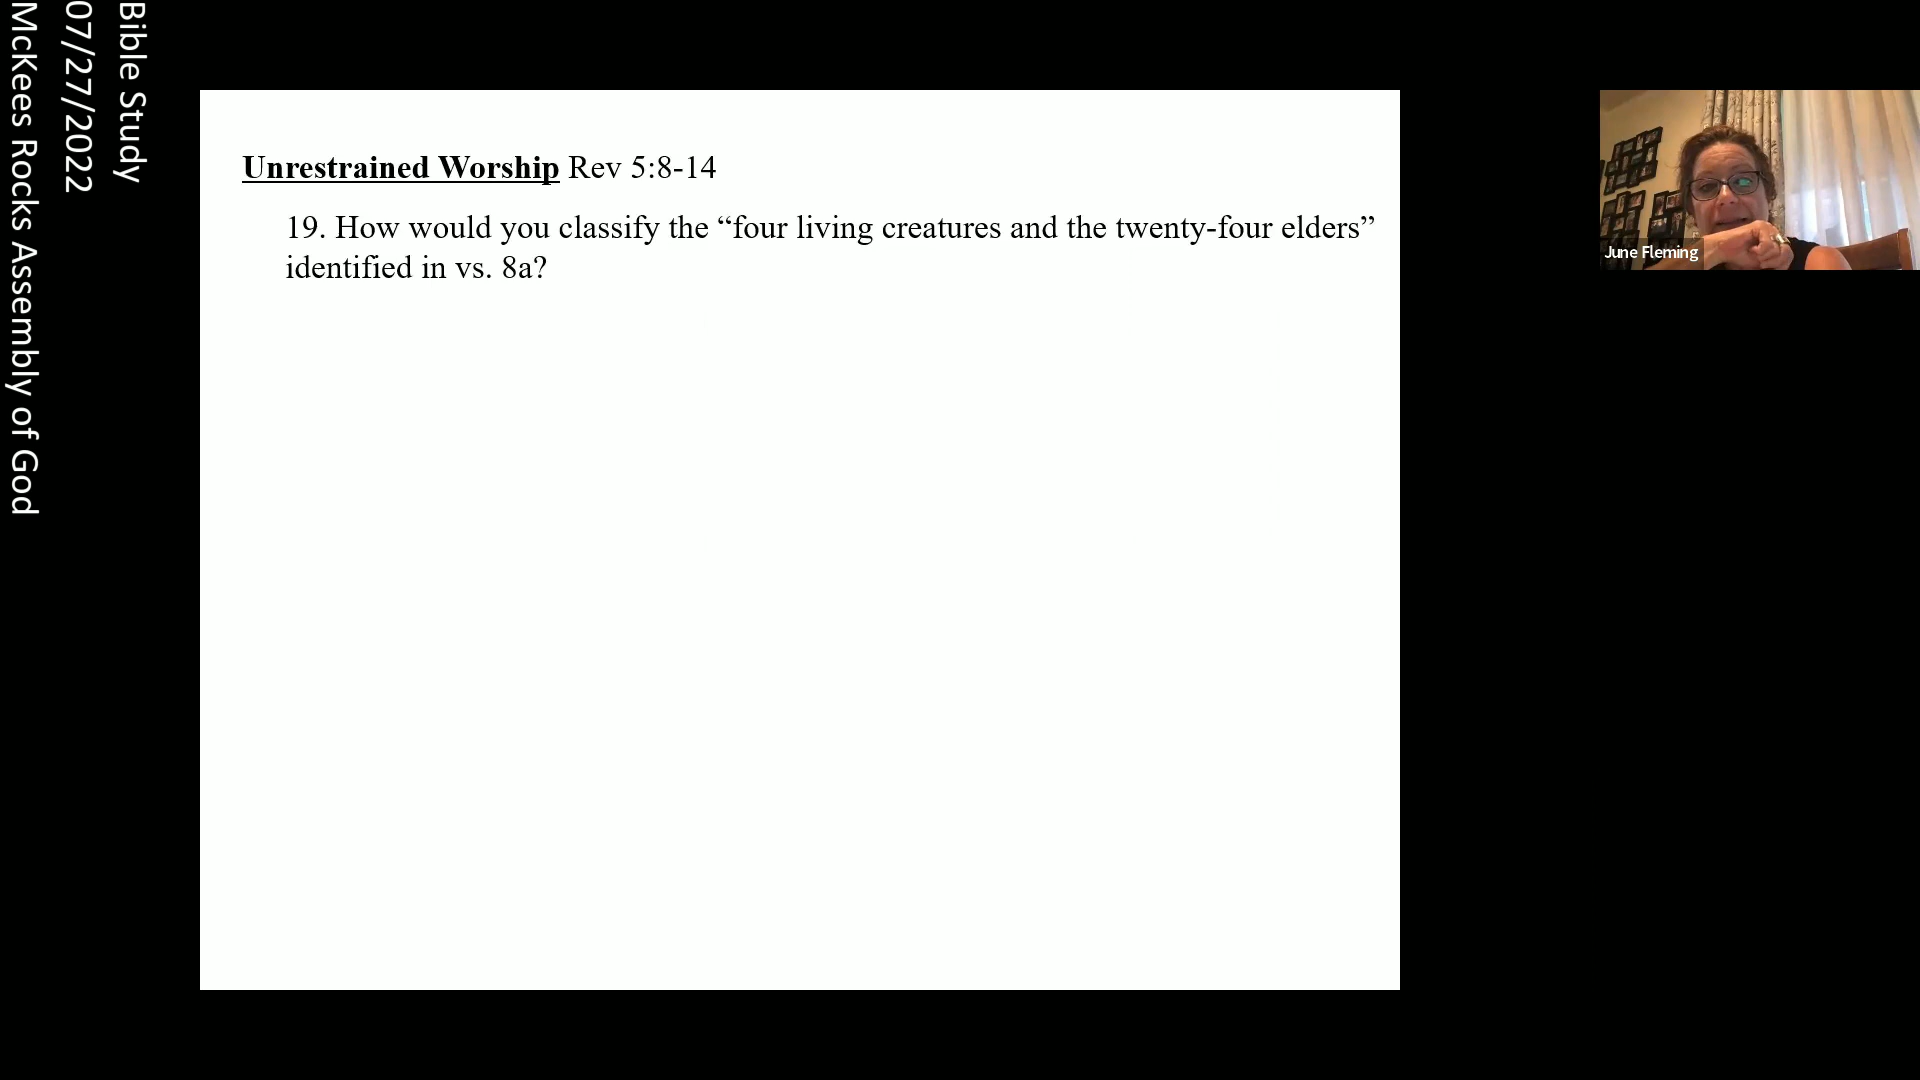 Bible Study
07/27/2022
McKees Rocks Assembly of God
Unrestrained Worship Rev 5:8-14
19. How would you classify the “four living creatures and the twenty-four elders”
identified in vs. 8a?
June Fleming